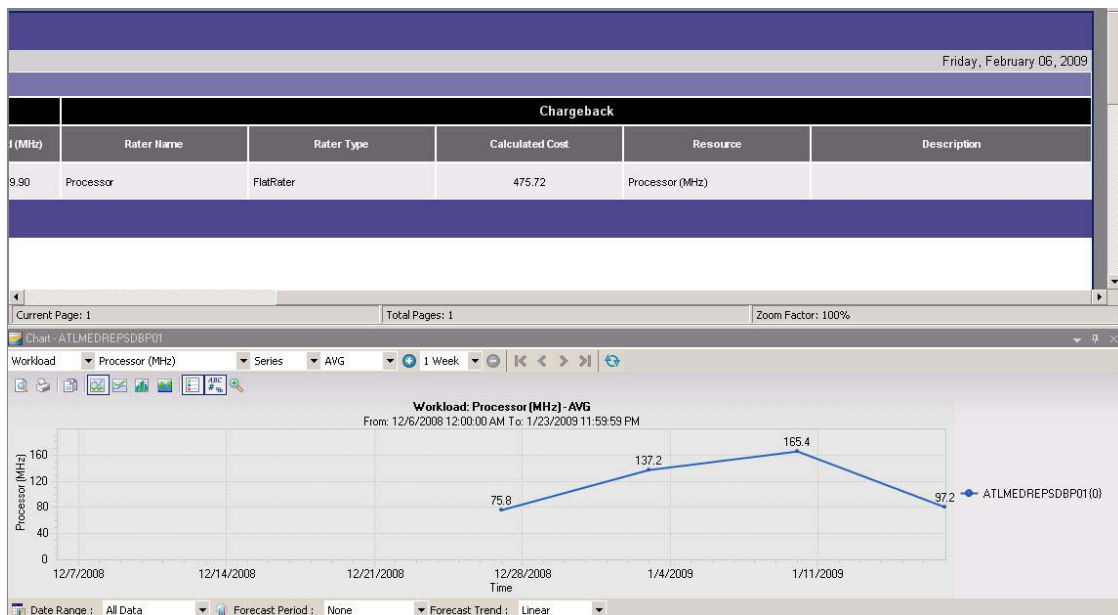 Friday, February 06, 2009
Chargeback
(MHz) Rater Name Rater Type Calculated Cost Resource Description
9.90 Processor FlatRater 475.72 Processor (MHz)
Current Page: 1 Total Pages: 1 Zoom Factor: 100%
Chart - ATLMEDREPSDBP01
Workload Processor (MHz) Series AVG 1 Week
ABC
# %
Workload: Processor (MHz) - AVG
From: 12/6/2008 12:00:00 AM To: 1/23/2009 11:59:59 PM
Processor (MHz)
160
120
80
40
0
75.8
137.2
165.4
97.2
ATLMEDREPSDBP01{0}
12/7/2008 12/14/2008 12/21/2008 12/28/2008 1/4/2009 1/11/2009
Time
Date Range : All Data Forecast Period : None Forecast Trend : Linear